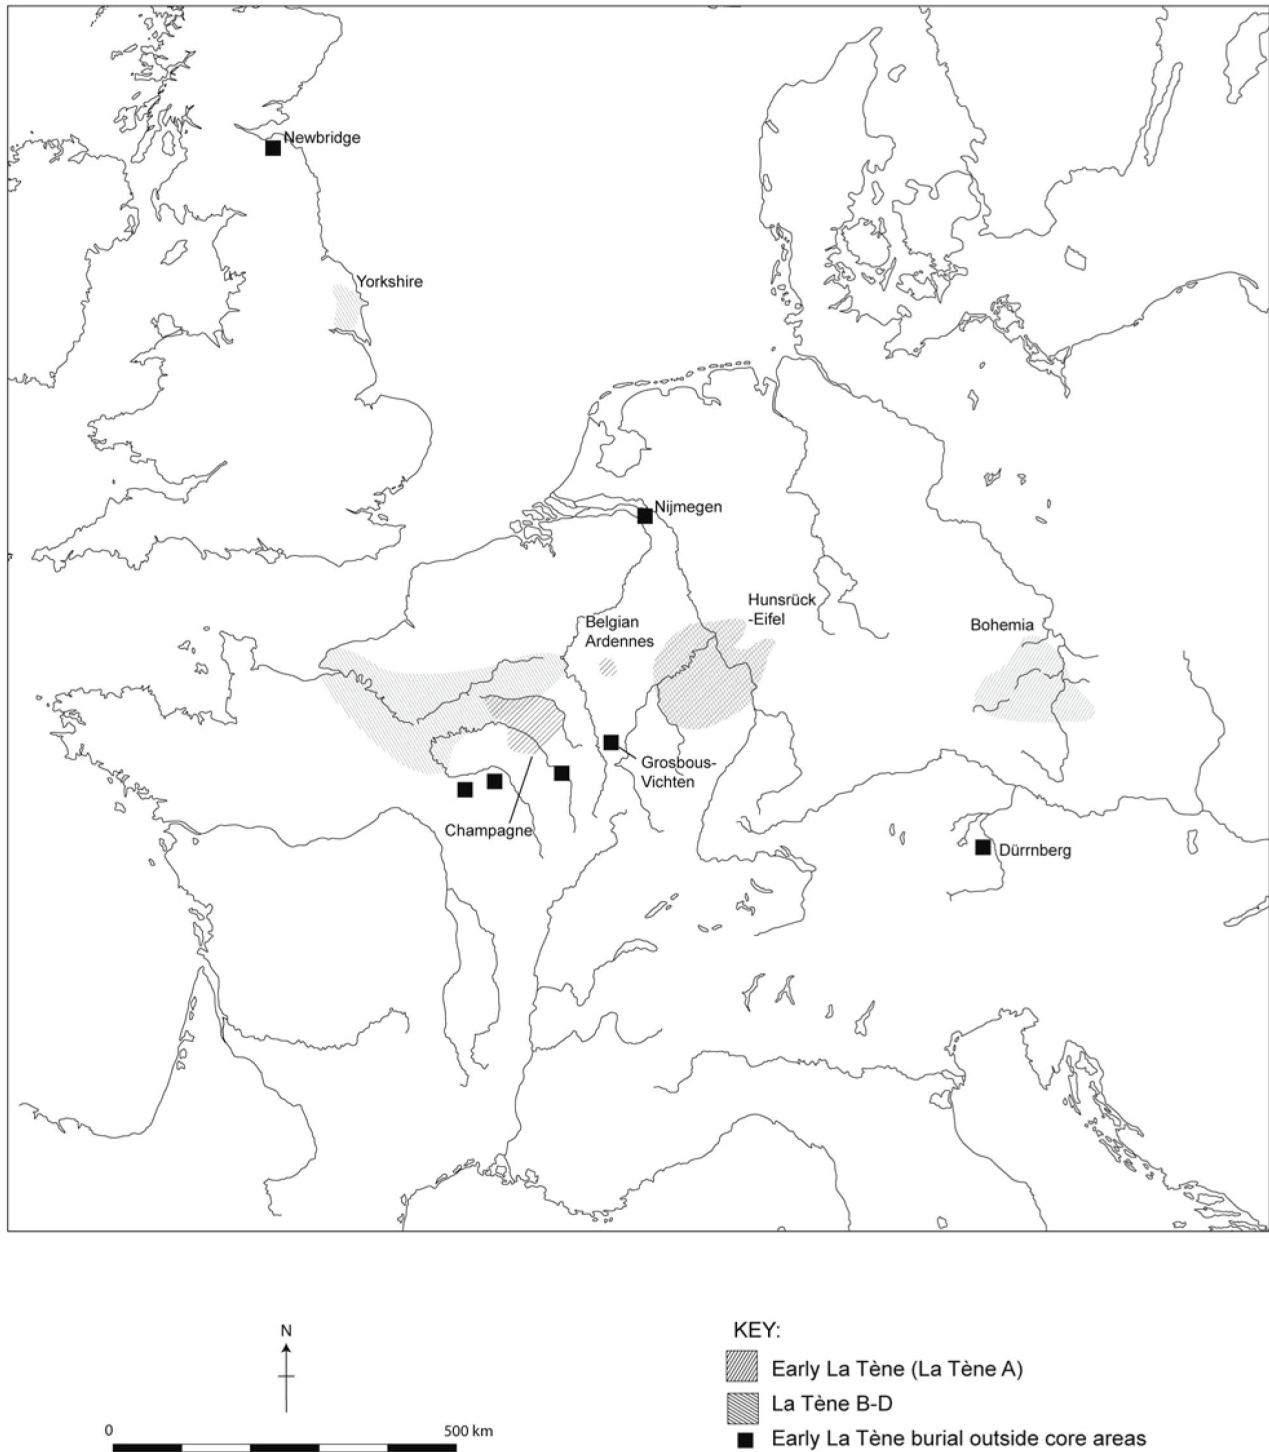 Newbridge
Yorkshire
Nijmegen
Hunsrück
-Eifel
Belgian
Ardennes
Bohemia
Grosbous-
Vichten
Champagne
Dürrnberg
N
0
500 km
KEY:
Early La Tène (La Tène A)
La Tène B-D
Early La Tène burial outside core areas